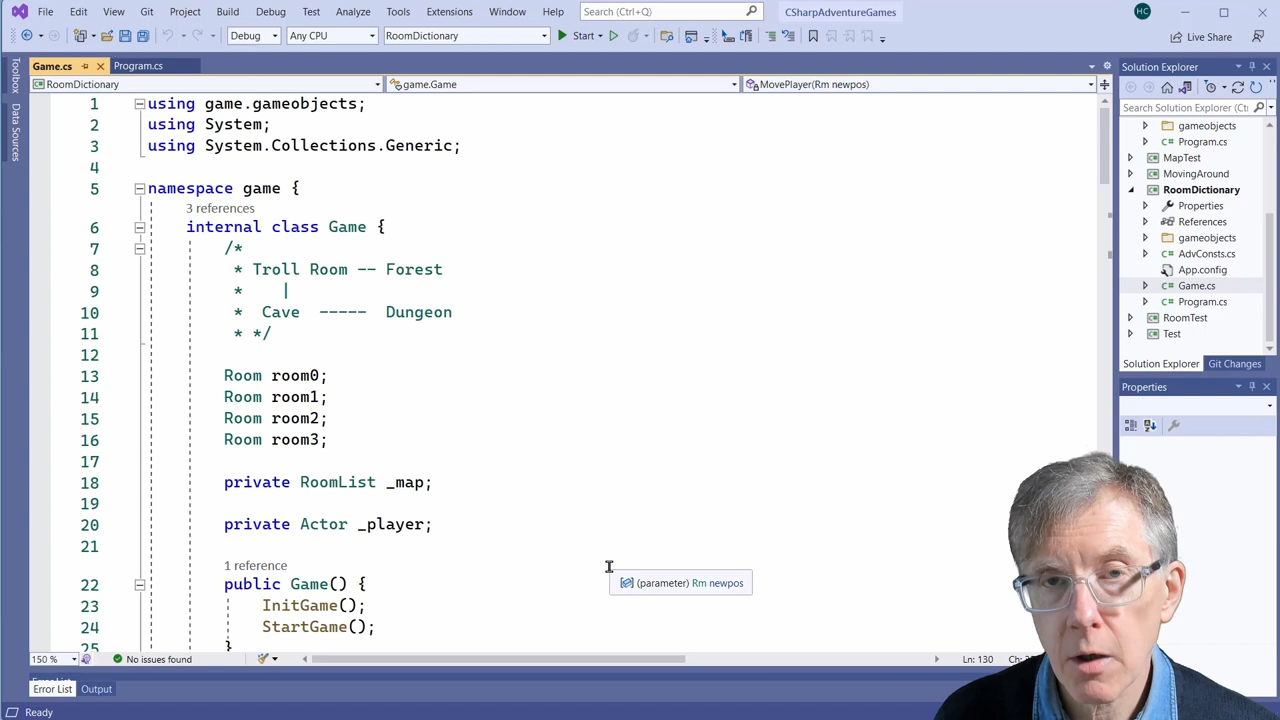 File Edit View Git Project Build Debug Test Analyze Tools Extensions Window Help Search (Ctrl+Q) CSharpAdventureGames HC
Debug Any CPU RoomDictionary Start Live Share
Toolbox
Data Sources
Game.cs Program.cs
RoomDictionary game.Game MovePlayer(Rm newpos)
1 using game.gameobjects;
2 using System;
3 using System.Collections.Generic;
4
5 namespace game {
3 references
6 internal class Game {
7 /*
8 * Troll Room -- Forest
9 * |
10 * Cave ----- Dungeon
11 * */
12
13 Room room0;
14 Room room1;
15 Room room2;
16 Room room3;
17
18 private RoomList _map;
19
20 private Actor _player;
21
1 reference
22 public Game() {
23 InitGame();
24 StartGame();
25 }
(parameter) Rm newpos
150 % No issues found Ln: 130
Error List Output
Ready
Solution Explorer
Search Solution Explorer (Ctrl
gameobjects
Program.cs
MapTest
MovingAround
RoomDictionary
Properties
References
gameobjects
AdvConsts.cs
App.config
Game.cs
Program.cs
RoomTest
Test
Solution Explorer Git Changes
Properties